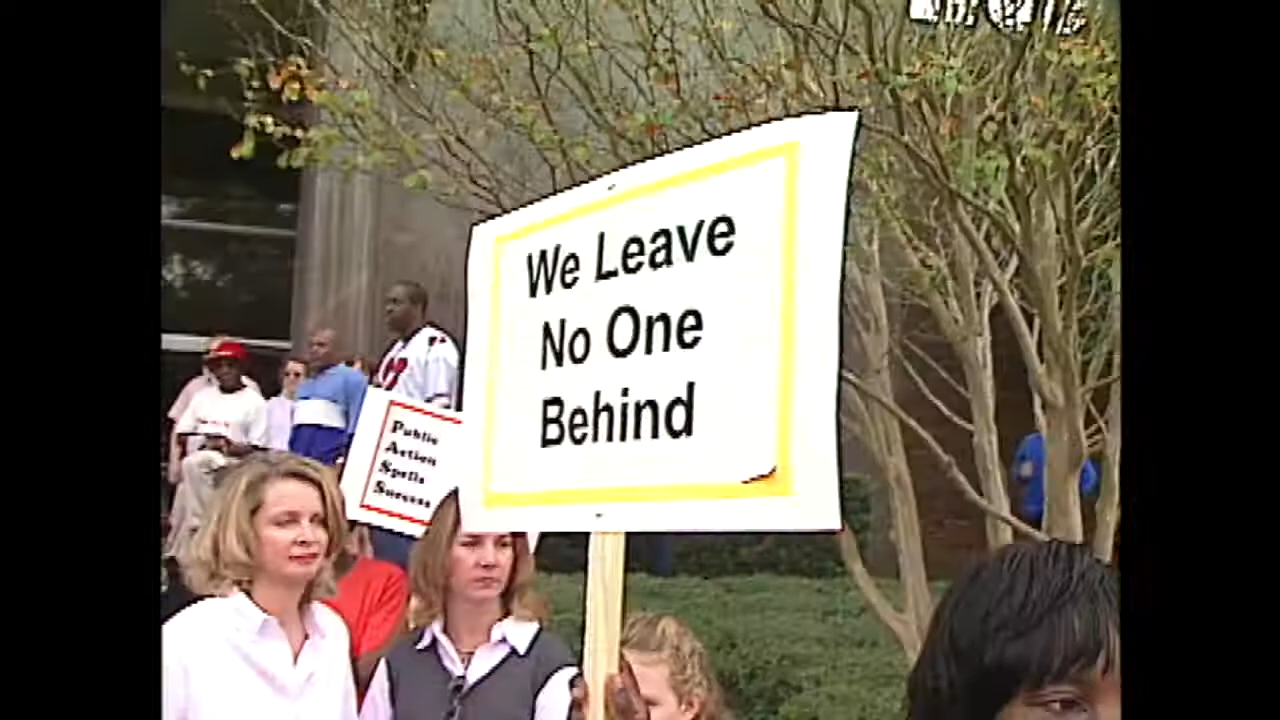 We Leave
No One
Behind
Public
Action
Spells
Success